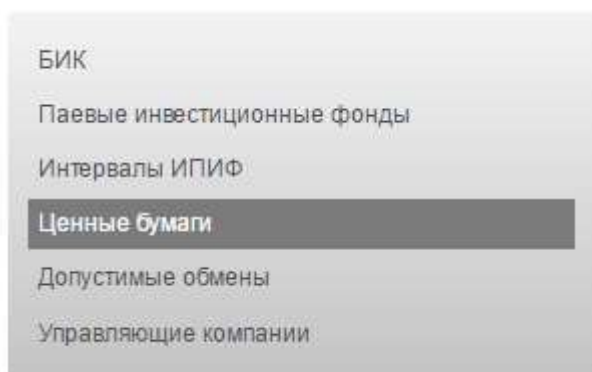 БИК
Паевые инвестиционные фонды
Интервалы ИПИФ
Ценные бумаги
Допустимые обмены
Управляющие компании